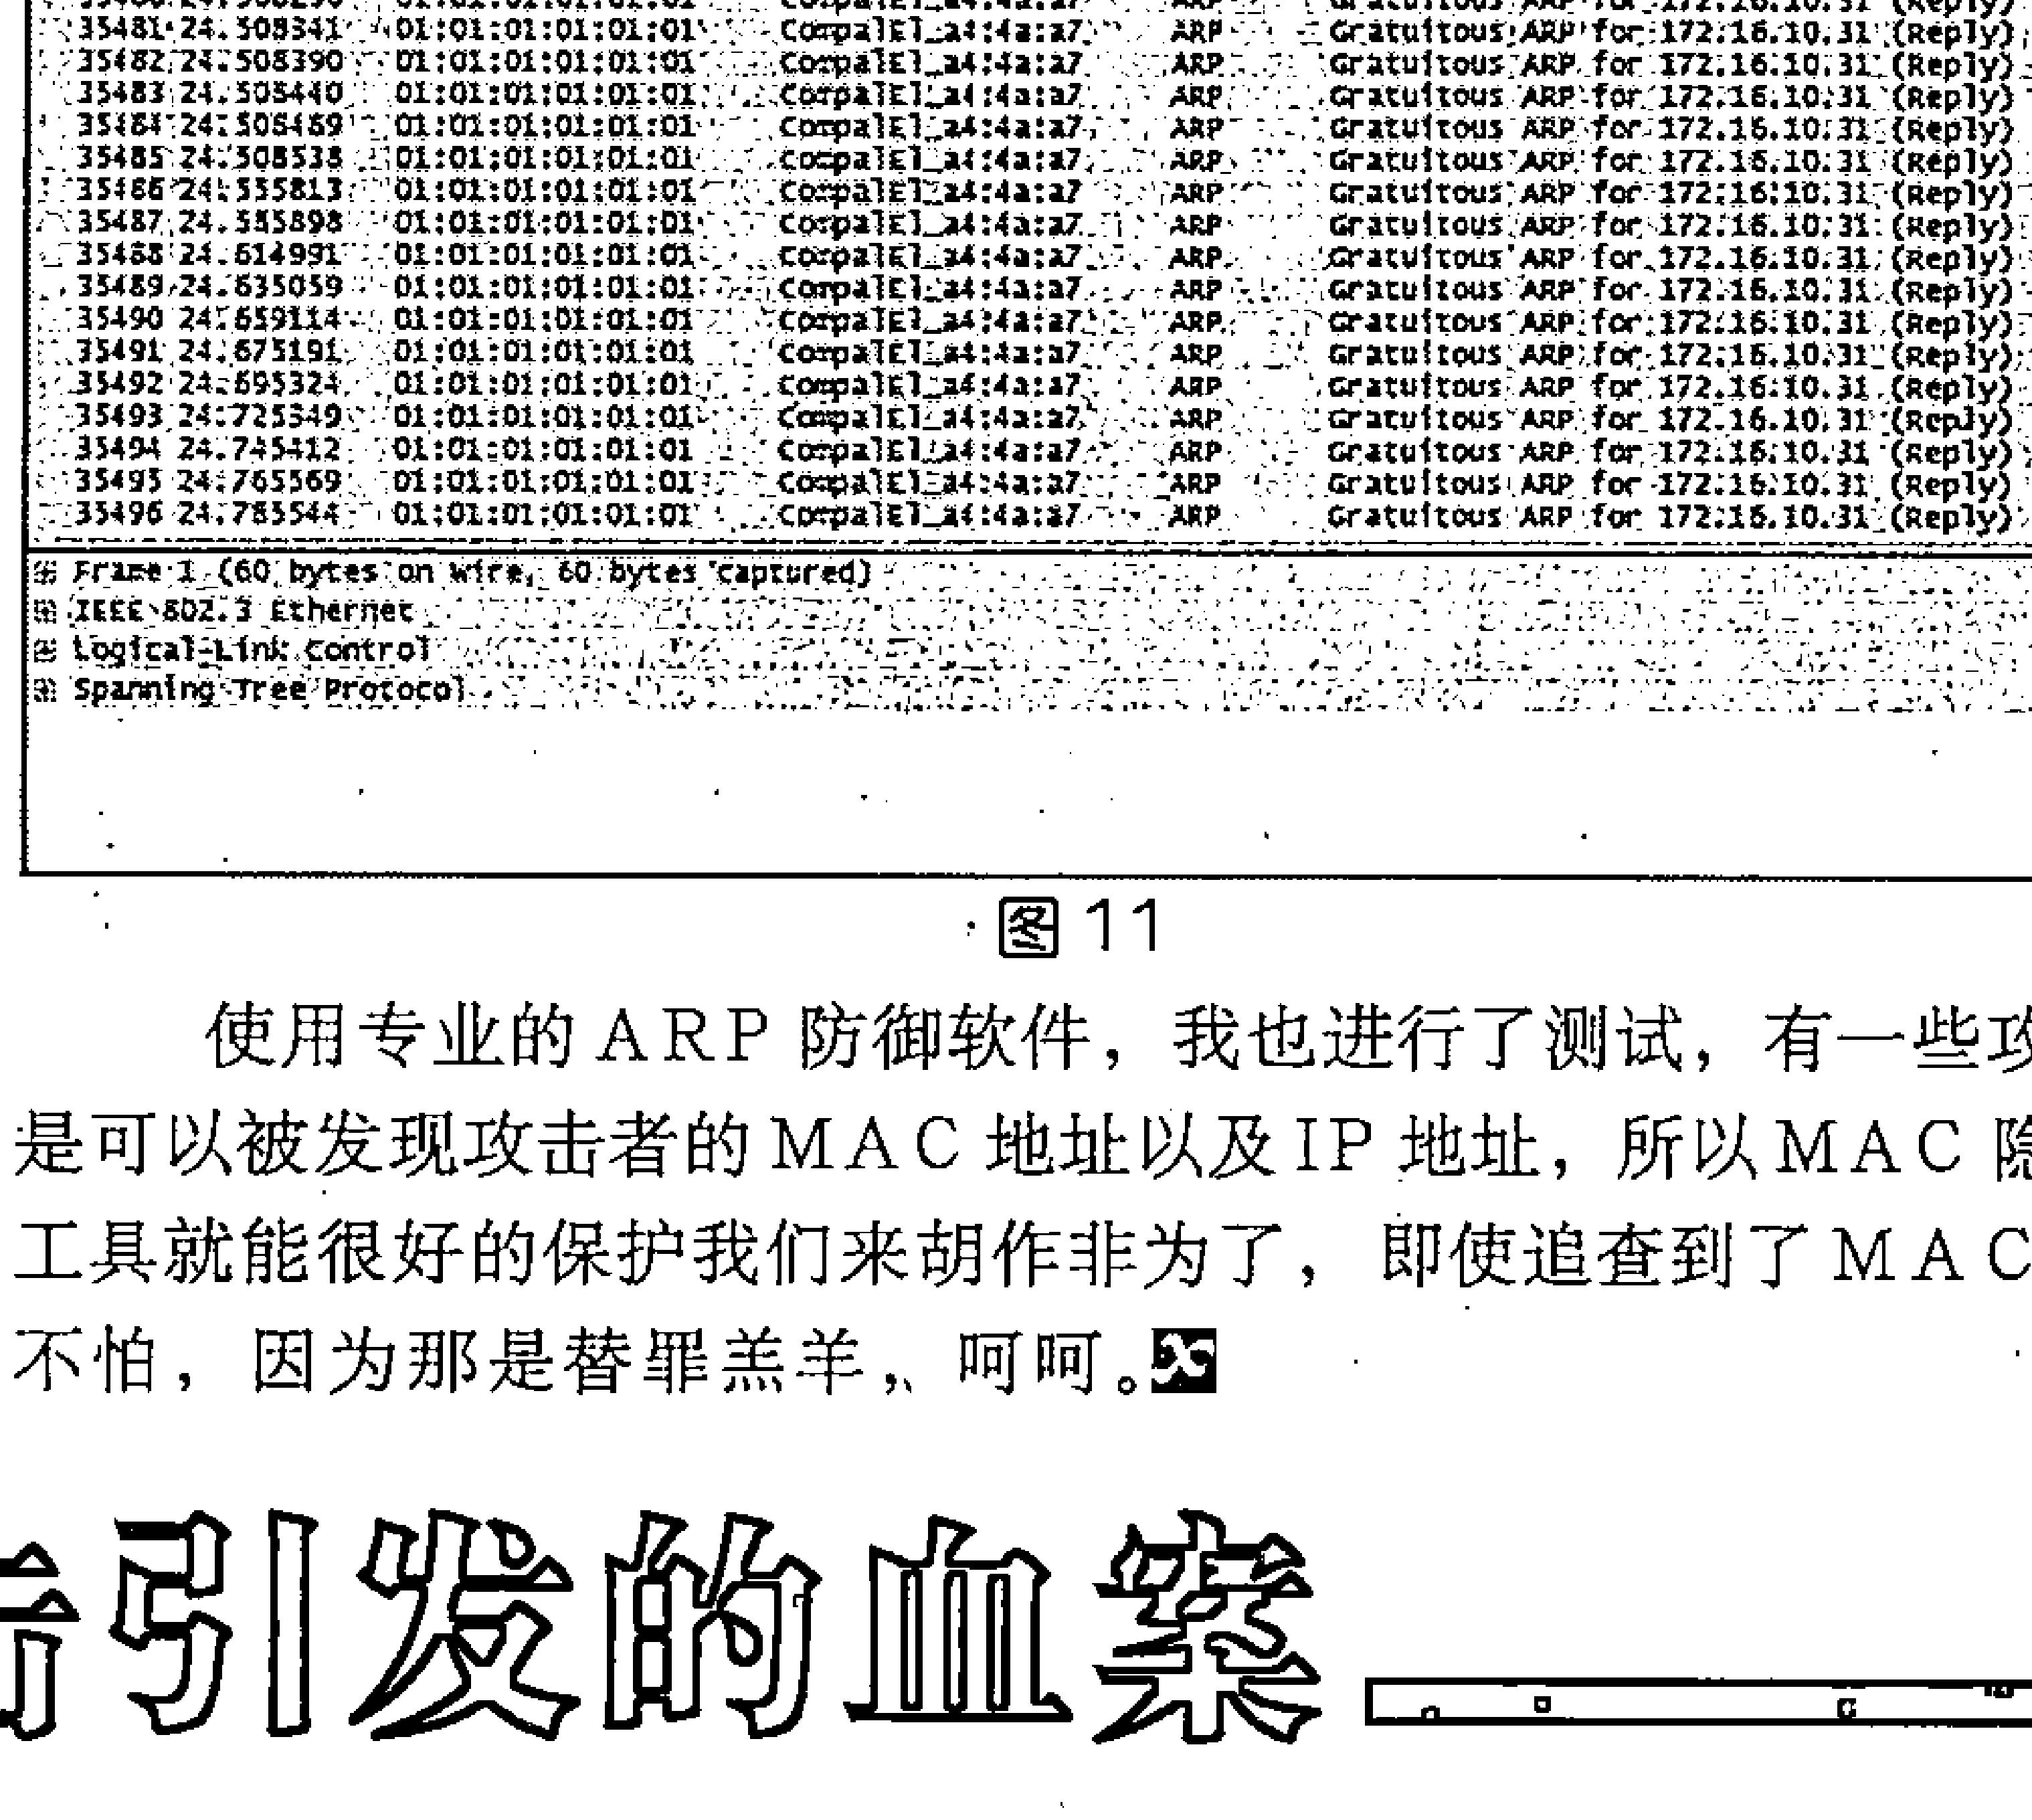 35481 24.508341 01:01:01:01:01:01 CompalEl_a4:4a:a7 ARP Gratuitous ARP for 172.16.10.31 (Reply)
35482 24.508390 01:01:01:01:01:01 CompalEl_a4:4a:a7 ARP Gratuitous ARP for 172.16.10.31 (Reply)
35483 24.508440 01:01:01:01:01:01 CompalEl_a4:4a:a7 ARP Gratuitous ARP for 172.16.10.31 (Reply)
35484 24.508489 01:01:01:01:01:01 CompalEl_a4:4a:a7 ARP Gratuitous ARP for 172.16.10.31 (Reply)
35485 24.508538 01:01:01:01:01:01 CompalEl_a4:4a:a7 ARP Gratuitous ARP for 172.16.10.31 (Reply)
35486 01:01:01:01:01:01 CompalEl_a4:4a:a7 ARP Gratuitous ARP for 172.16.10.31 (Reply)
35487 24.585898 01:01:01:01:01:01 CompalEl_a4:4a:a7 ARP Gratuitous ARP for 172.16.10.31 (Reply)
35488 24.614991 01:01:01:01:01:01 CompalEl_a4:4a:a7 ARP Gratuitous ARP for 172.16.10.31 (Reply)
35489 24.635059 01:01:01:01:01:01 CompalEl_a4:4a:a7 ARP Gratuitous ARP for 172.16.10.31 (Reply)
35490 24.659114 01:01:01:01:01:01 CompalEl_a4:4a:a7 ARP Gratuitous ARP for 172.16.10.31 (Reply)
35491 24.675191 01:01:01:01:01:01 CompalEl_a4:4a:a7 ARP Gratuitous ARP for 172.16.10.31 (Reply)
35492 24.695324 01:01:01:01:01:01 CompalEl_a4:4a:a7 ARP Gratuitous ARP for 172.16.10.31 (Reply)
35493 24.725349 01:01:01:01:01:01 CompalEl_a4:4a:a7 ARP Gratuitous ARP for 172.16.10.31 (Reply)
35494 24.745412 01:01:01:01:01:01 CompalEl_a4:4a:a7 ARP Gratuitous ARP for 172.16.10.31 (Reply)
35495 24.765569 01:01:01:01:01:01 CompalEl_a4:4a:a7 ARP Gratuitous ARP for 172.16.10.31 (Reply)
35496 24.785544 01:01:01:01:01:01 CompalEl_a4:4a:a7 ARP Gratuitous ARP for 172.16.10.31 (Reply)
Frame 1 (60 bytes on wire, 60 bytes captured)
IEEE 802.3 Ethernet
Logical-Link Control
Spanning Tree Protocol
图 11
使用专业的ARP防御软件，我也进行了测试，有一些攻
是可以被发现攻击者的MAC地址以及IP地址，所以MAC隐
工具就能很好的保护我们来胡作非为了，即使追查到了MAC
不怕，因为那是替罪羔羊，呵呵。
引发的血案